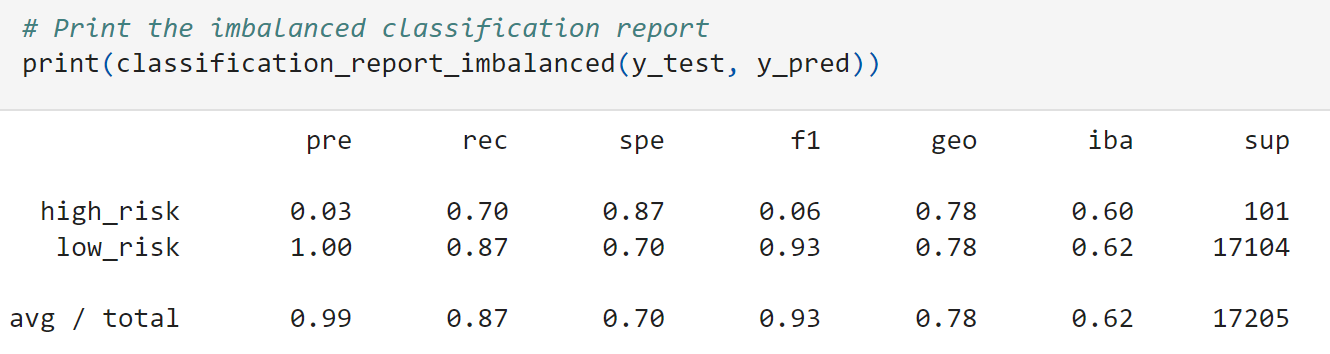 # Print the imbalanced classification report
print(classification_report_imbalanced(y_test, y_pred))
pre rec spe f1 geo iba sup
high_risk 0.03 0.70 0.87 0.06 0.78 0.60 101
low_risk 1.00 0.87 0.70 0.93 0.78 0.62 17104
avg / total 0.99 0.87 0.70 0.93 0.78 0.62 17205